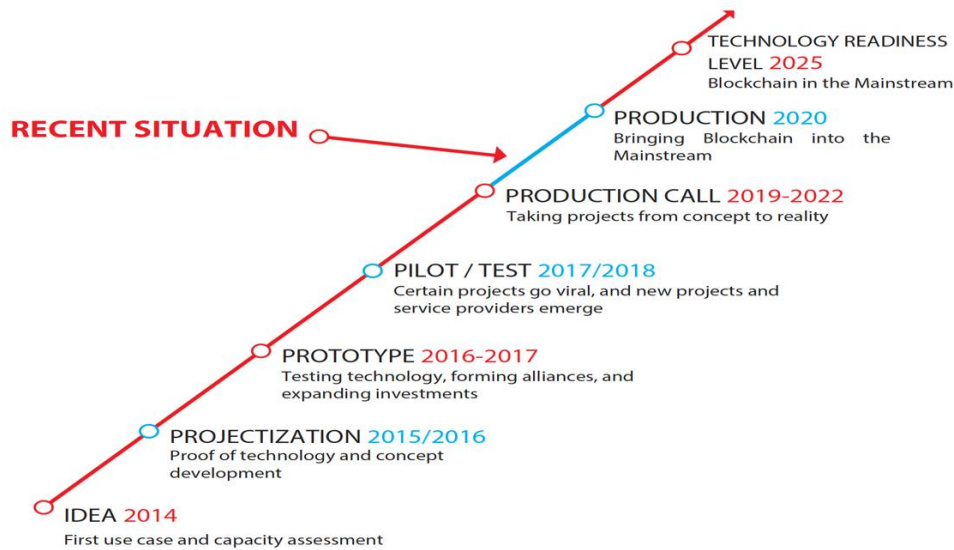 TECHNOLOGY READINESS
LEVEL 2025
Blockchain in the Mainstream
PRODUCTION 2020
Bringing Blockchain into the
Mainstream
RECENT SITUATION
PRODUCTION CALL 2019-2022
Taking projects from concept to reality
PILOT / TEST 2017/2018
Certain projects go viral, and new projects and
service providers emerge
PROTOTYPE 2016-2017
Testing technology, forming alliances, and
expanding investments
PROJECTIZATION 2015/2016
Proof of technology and concept
development
IDEA 2014
First use case and capacity assessment